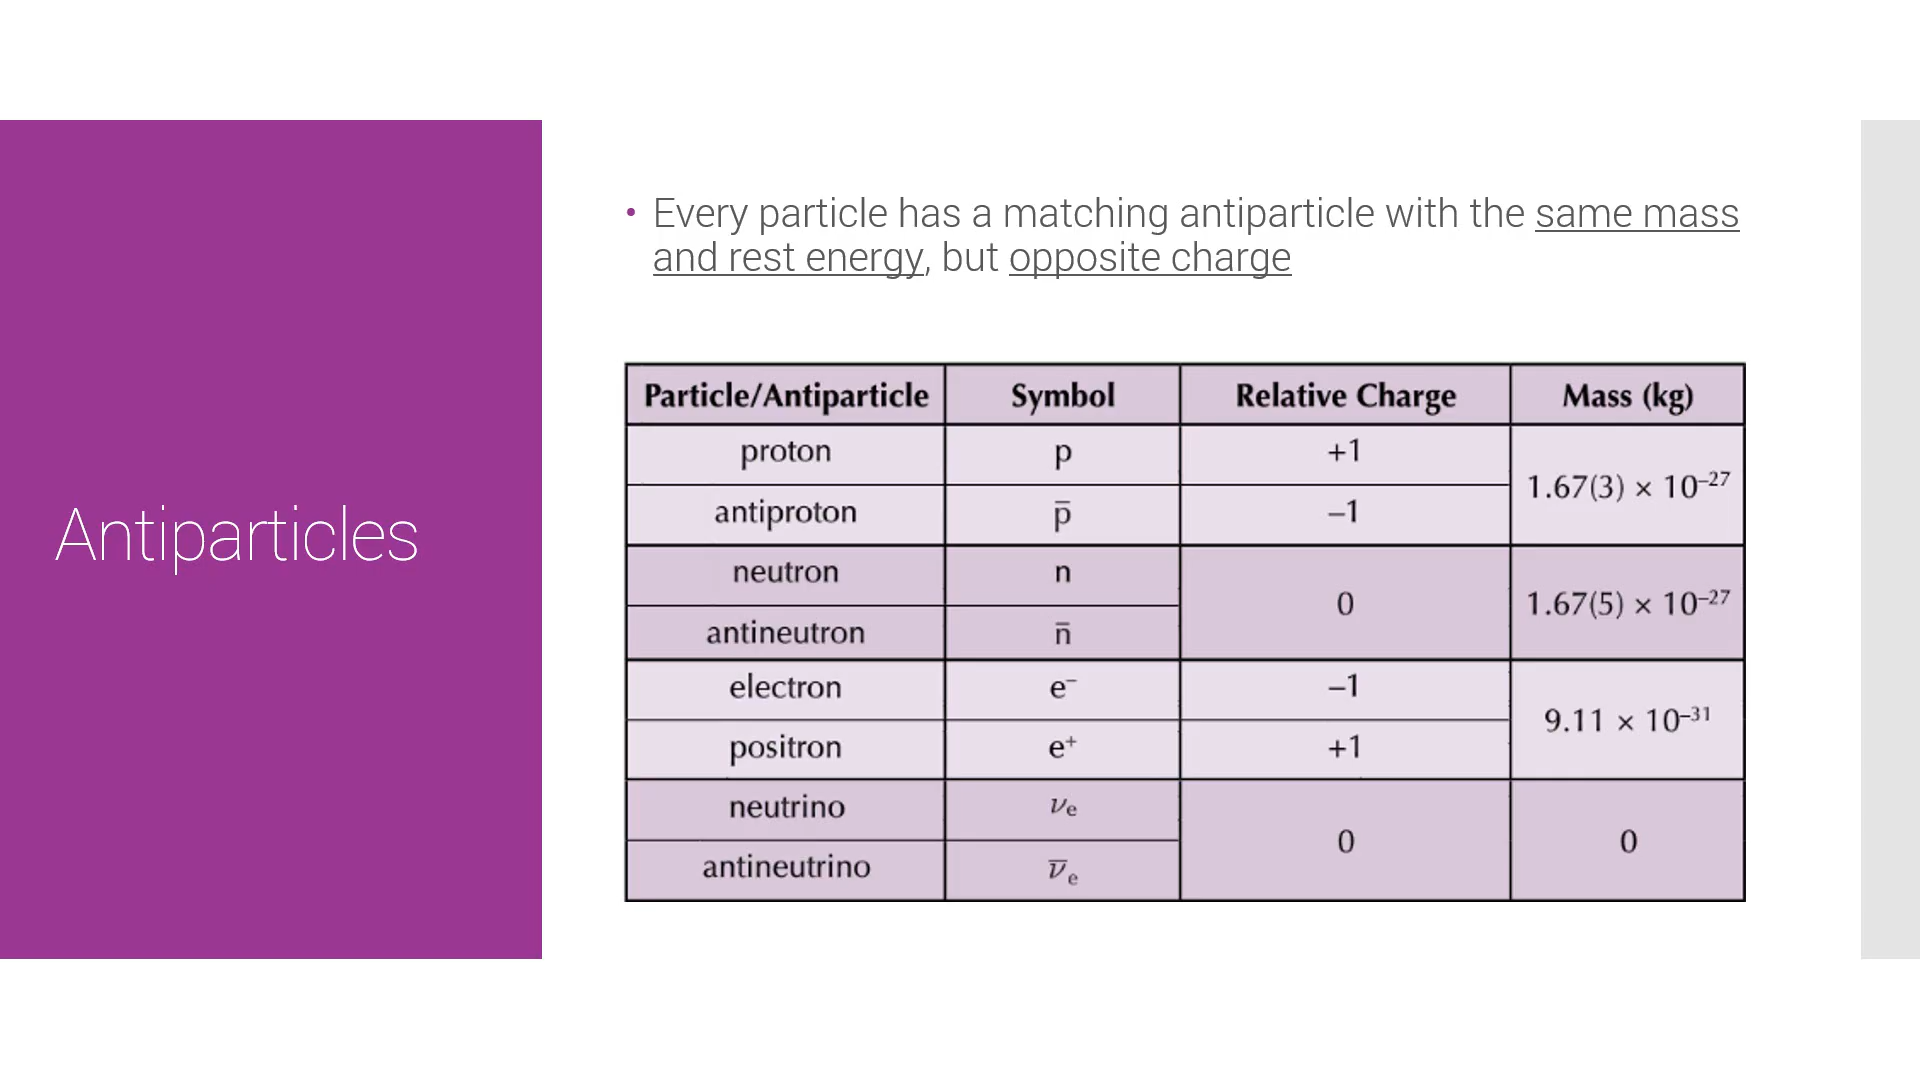 Antiparticles
• Every particle has a matching antiparticle with the same mass
and rest energy, but opposite charge
Particle/Antiparticle Symbol Relative Charge Mass (kg)
proton p +1 1.67(3) × 10⁻²⁷
antiproton p̅ –1
neutron n 0 1.67(5) × 10⁻²⁷
antineutron n̅
electron e⁻ –1 9.11 × 10⁻³¹
positron e⁺ +1
neutrino νₑ 0 0
antineutrino ν̅ₑ